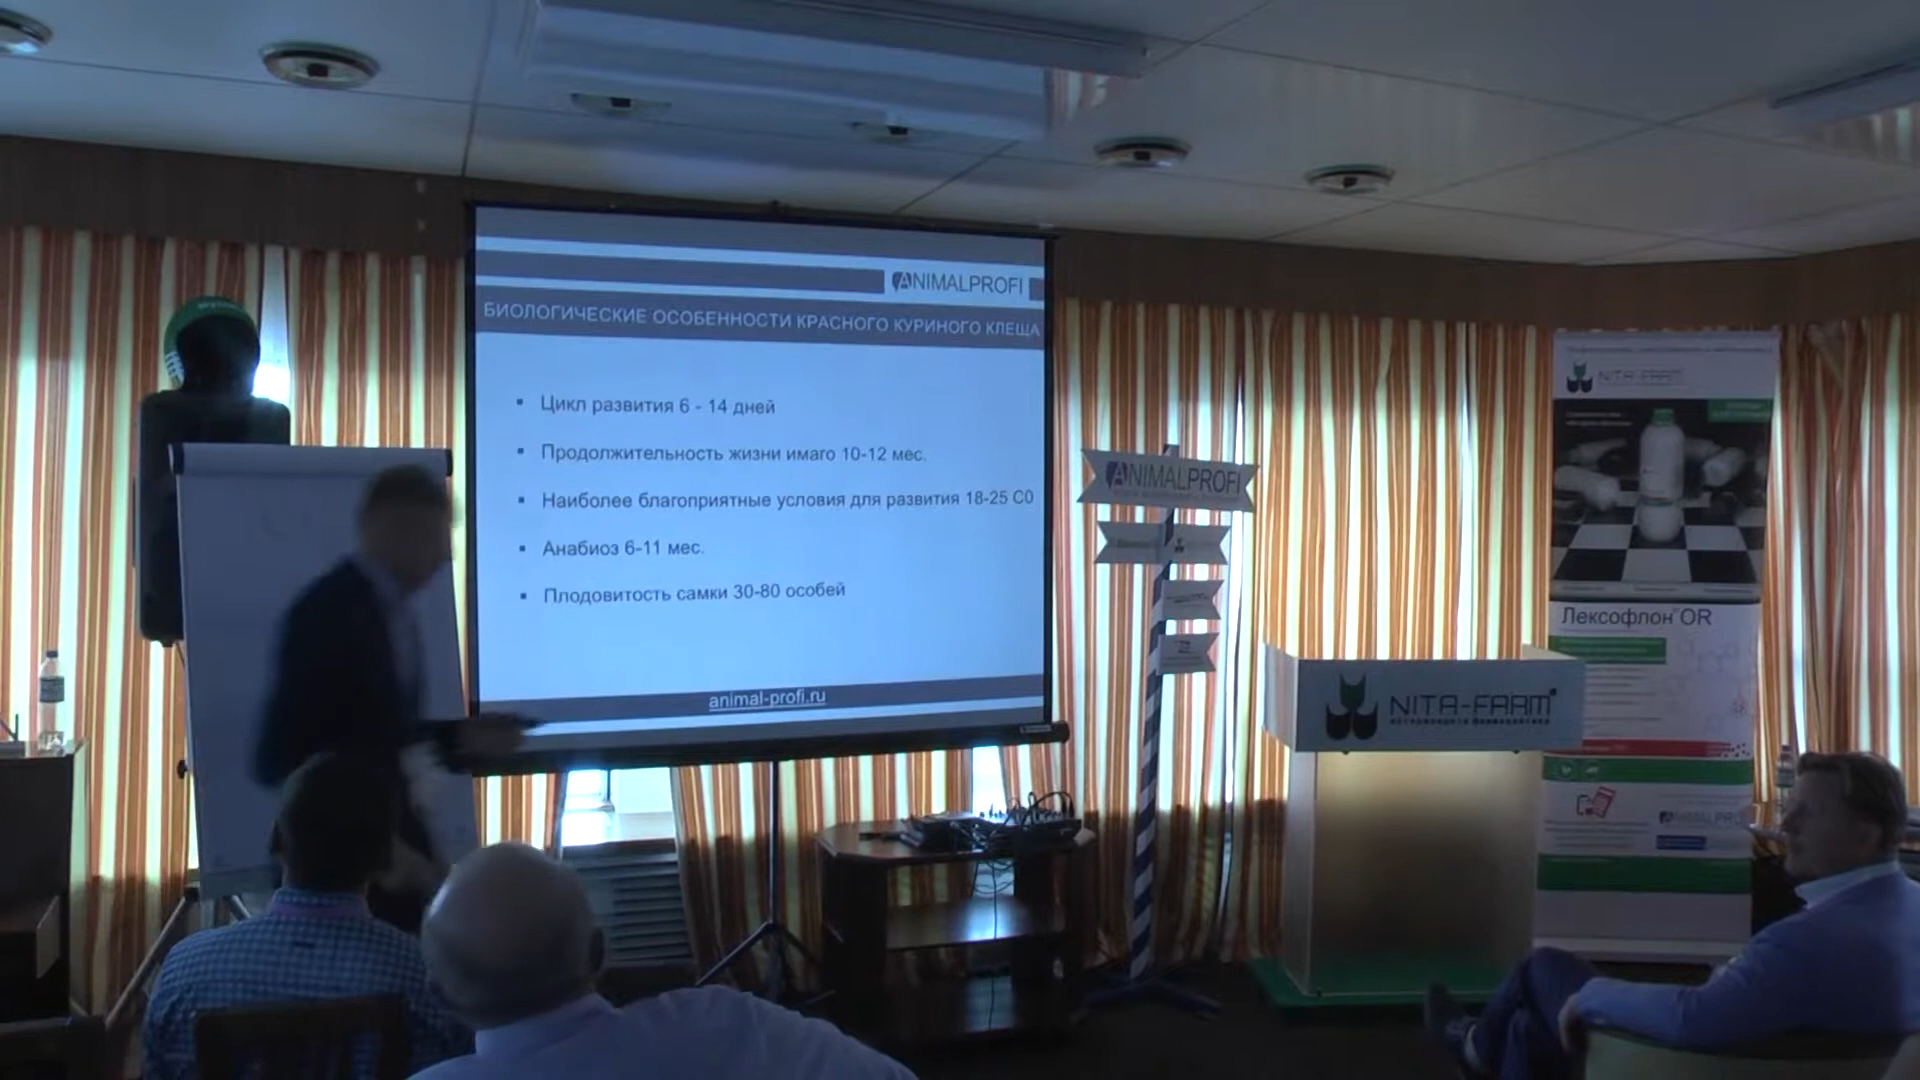 ANIMALPROFI
БИОЛОГИЧЕСКИЕ ОСОБЕННОСТИ КРАСНОГО КУРИНОГО КЛЕЩА
▪ Цикл развития 6 - 14 дней
▪ Продолжительность жизни имаго 10-12 мес.
▪ Наиболее благоприятные условия для развития 18-25 С0
▪ Анабиоз 6-11 мес.
▪ Плодовитость самки 30-80 особей
animal-profi.ru
ANIMALPROFI
NITA-FARM
NITA-FARM
Лексофлон OR
ANIMALPROFI